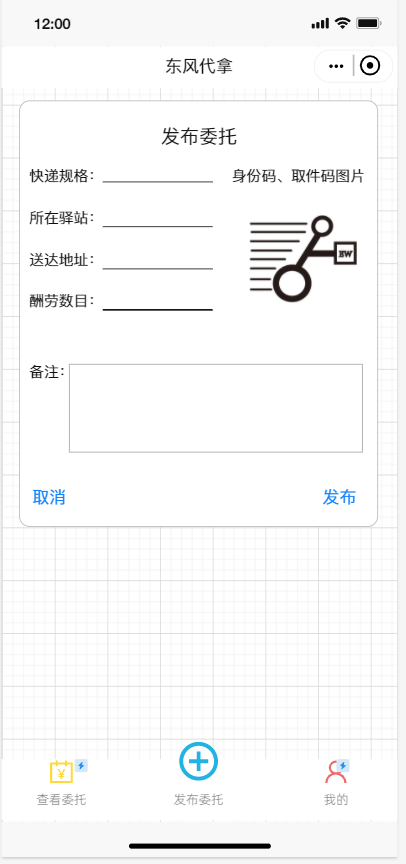 12:00
东风代拿
发布委托
快递规格：
身份码、取件码图片
所在驿站：
送达地址：
酬劳数目：
BW
备注：
取消
发布
¥
查看委托
发布委托
我的